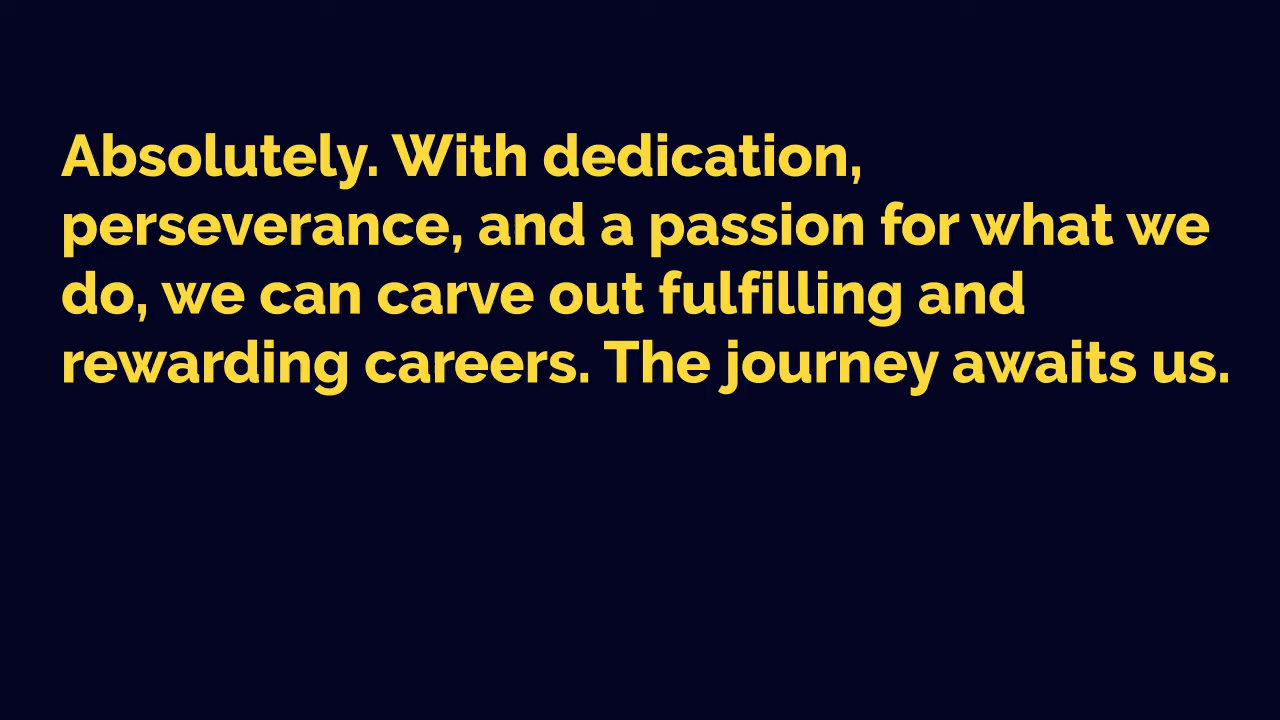 Absolutely. With dedication,
perseverance, and a passion for what we
do, we can carve out fulfilling and
rewarding careers. The journey awaits us.